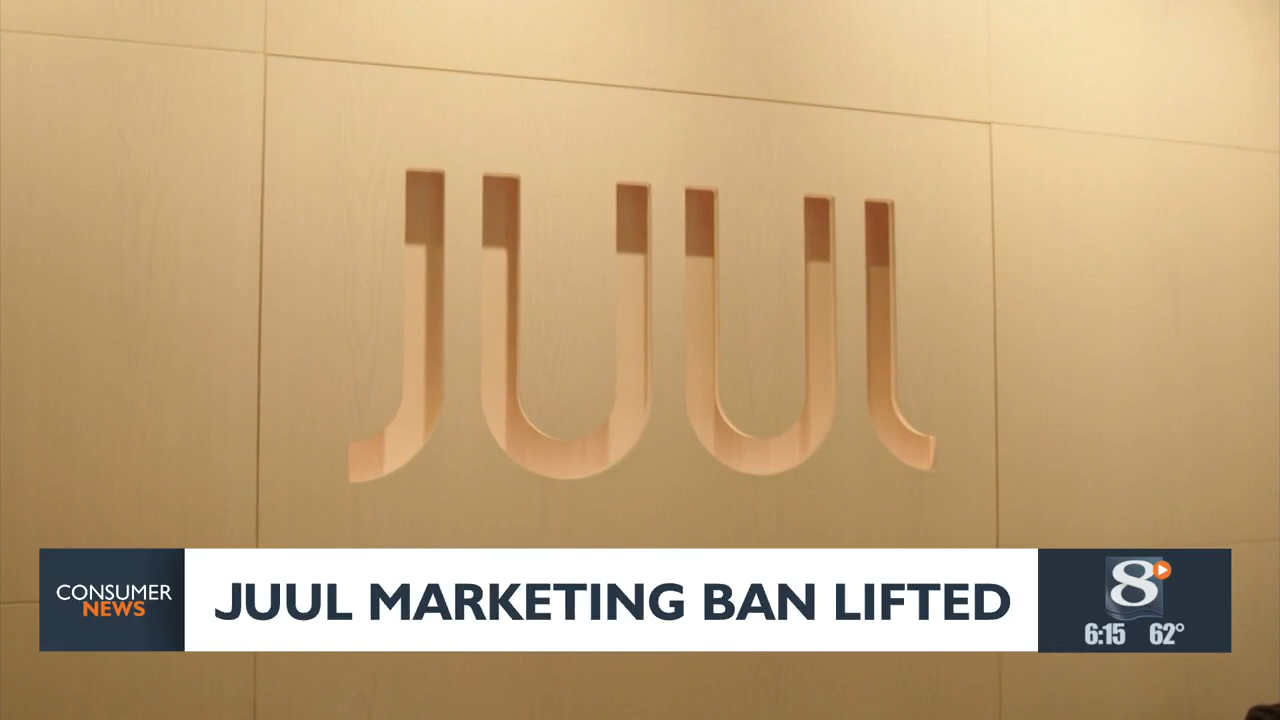 JUUL
CONSUMER
NEWS
JUUL MARKETING BAN LIFTED
8
6:15 62°